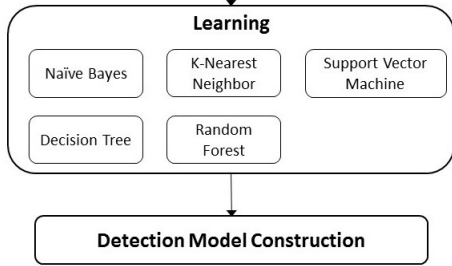 Learning
Naïve Bayes
K-Nearest
Neighbor
Support Vector
Machine
Decision Tree
Random
Forest
Detection Model Construction